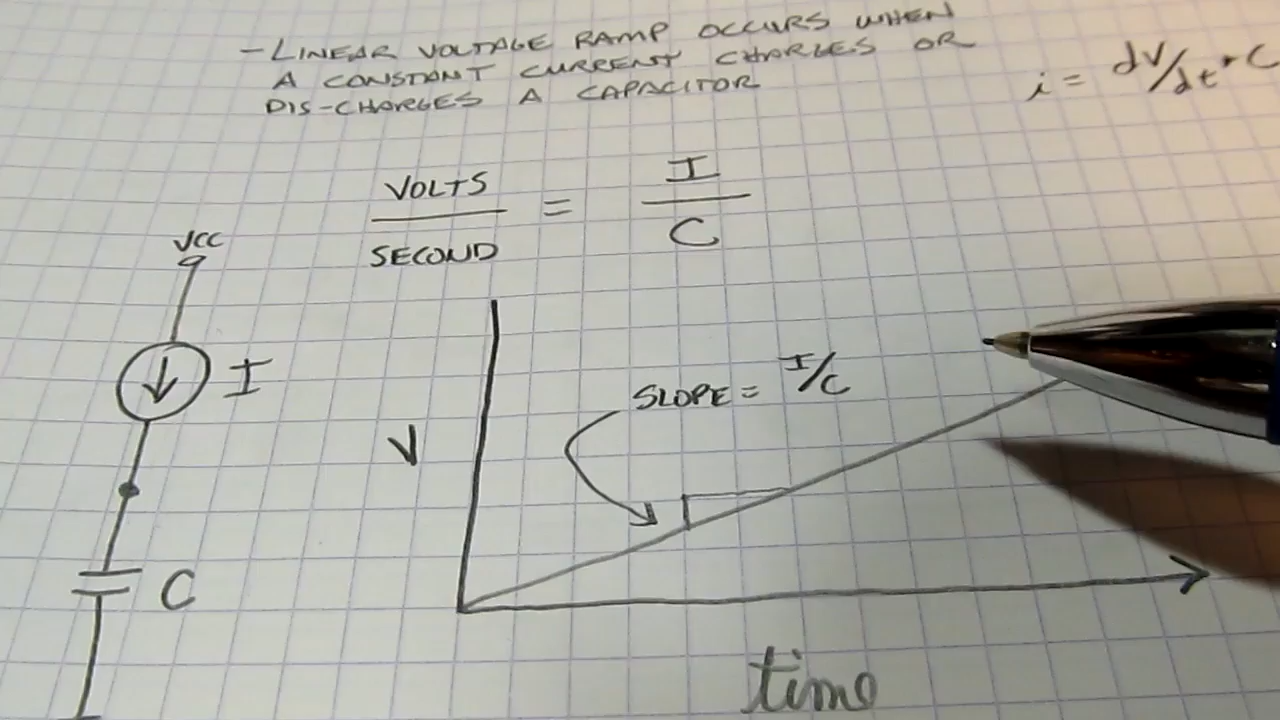 - LINEAR VOLTAGE RAMP OCCURS WHEN
A CONSTANT CURRENT CHARGES OR
DIS-CHARGES A CAPACITOR
i = dV/dt • C
VOLTS
SECOND
=
I
C
VCC
I
C
V
SLOPE = I/C
time